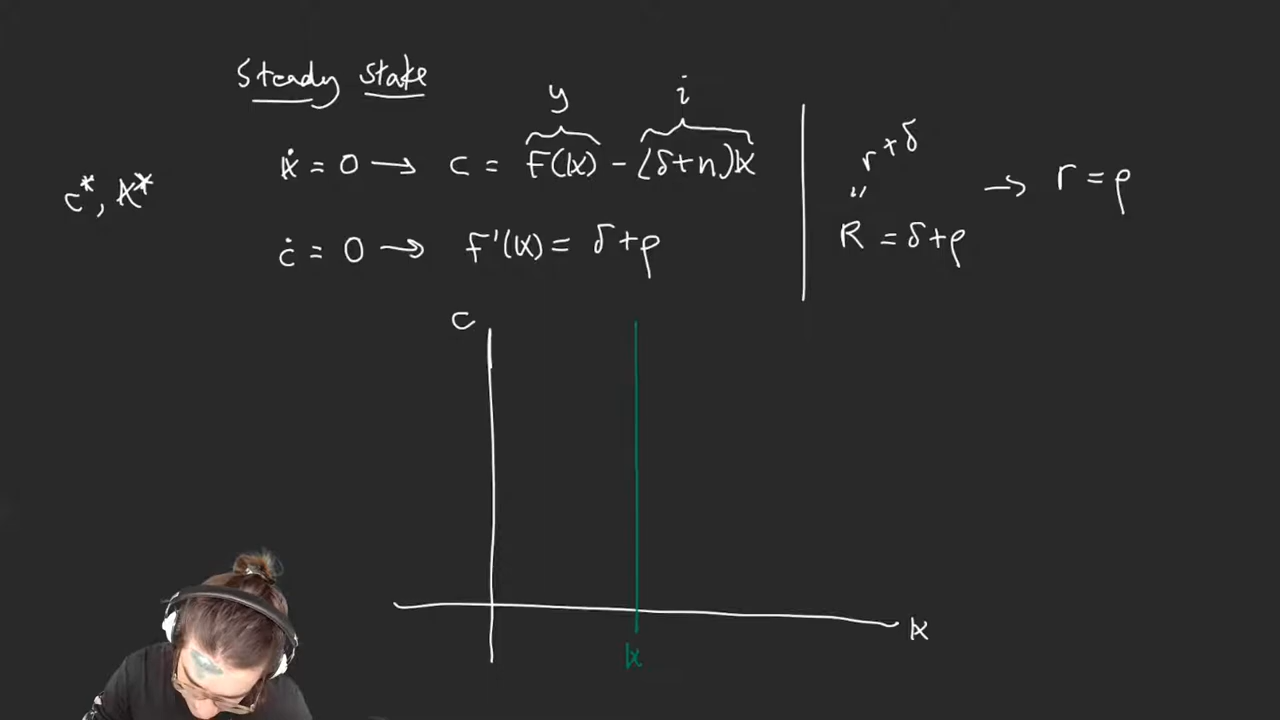 Steady State
y i
k̇ = 0 → c = f(k) - (δ+n)k
c*, k*
r+δ
"
R = δ+ρ → r = ρ
ċ = 0 → f'(k) = δ+ρ
c
k
k